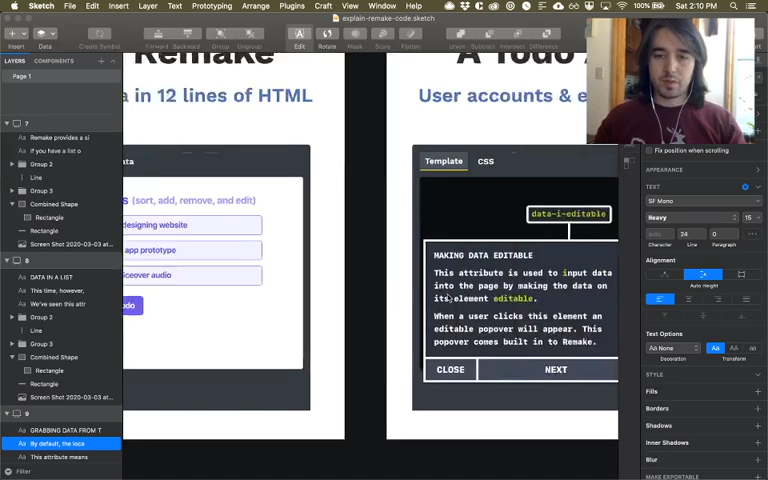 Sketch File Edit Insert Layer Text Prototyping Arrange Plugins Craft View Window Help
100% Sat 2:10 PM
explain-remake-code.sketch
Insert Data Create Symbol Forward Backward Group Ungroup Edit Rotate Mask Scale Flatten Union Subtract Intersect Difference
LAYERS COMPONENTS
Page 1
7
Remake provides a si
If you have a list o
Group 2
Line
Group 3
Combined Shape
Rectangle
Rectangle
Screen Shot 2020-03-03 at...
8
DATA IN A LIST
This time, however,
We've seen this attr
Group 2
Line
Group 3
Combined Shape
Rectangle
Rectangle
Screen Shot 2020-03-03 at...
9
GRABBING DATA FROM T
By default, the loca
This attribute means
Filter
Remake
a in 12 lines of HTML
ata
s (sort, add, remove, and edit)
designing website
app prototype
iceover audio
odo
A Todo
User accounts & e
Template CSS
data-i-editable
MAKING DATA EDITABLE
This attribute is used to input data
into the page by making the data on
its element editable.
When a user clicks this element an
editable popover will appear. This
popover comes built in to Remake.
CLOSE NEXT
Fix position when scrolling
APPEARANCE
TEXT
SF Mono
Heavy 15
auto 24 0
Character Line Paragraph
Alignment
Auto Height
Text Options
None Aa AA aa
Decoration Transform
STYLE
Fills
Borders
Shadows
Inner Shadows
Blur
MAKE EXPORTABLE